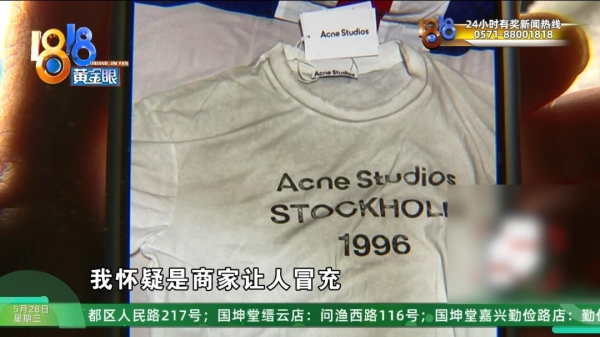 1818
黄金眼
HUANG JIN YAN
24小时有奖新闻热线
0571-88001818
Acne Studios
Acne Studios
Acne Studios
STOCKHOL
1996
我怀疑是商家让人冒充
5月28日
星期三
都区人民路217号；国坤堂缙云店：问渔西路116号；国坤堂嘉兴勤俭路店：勤